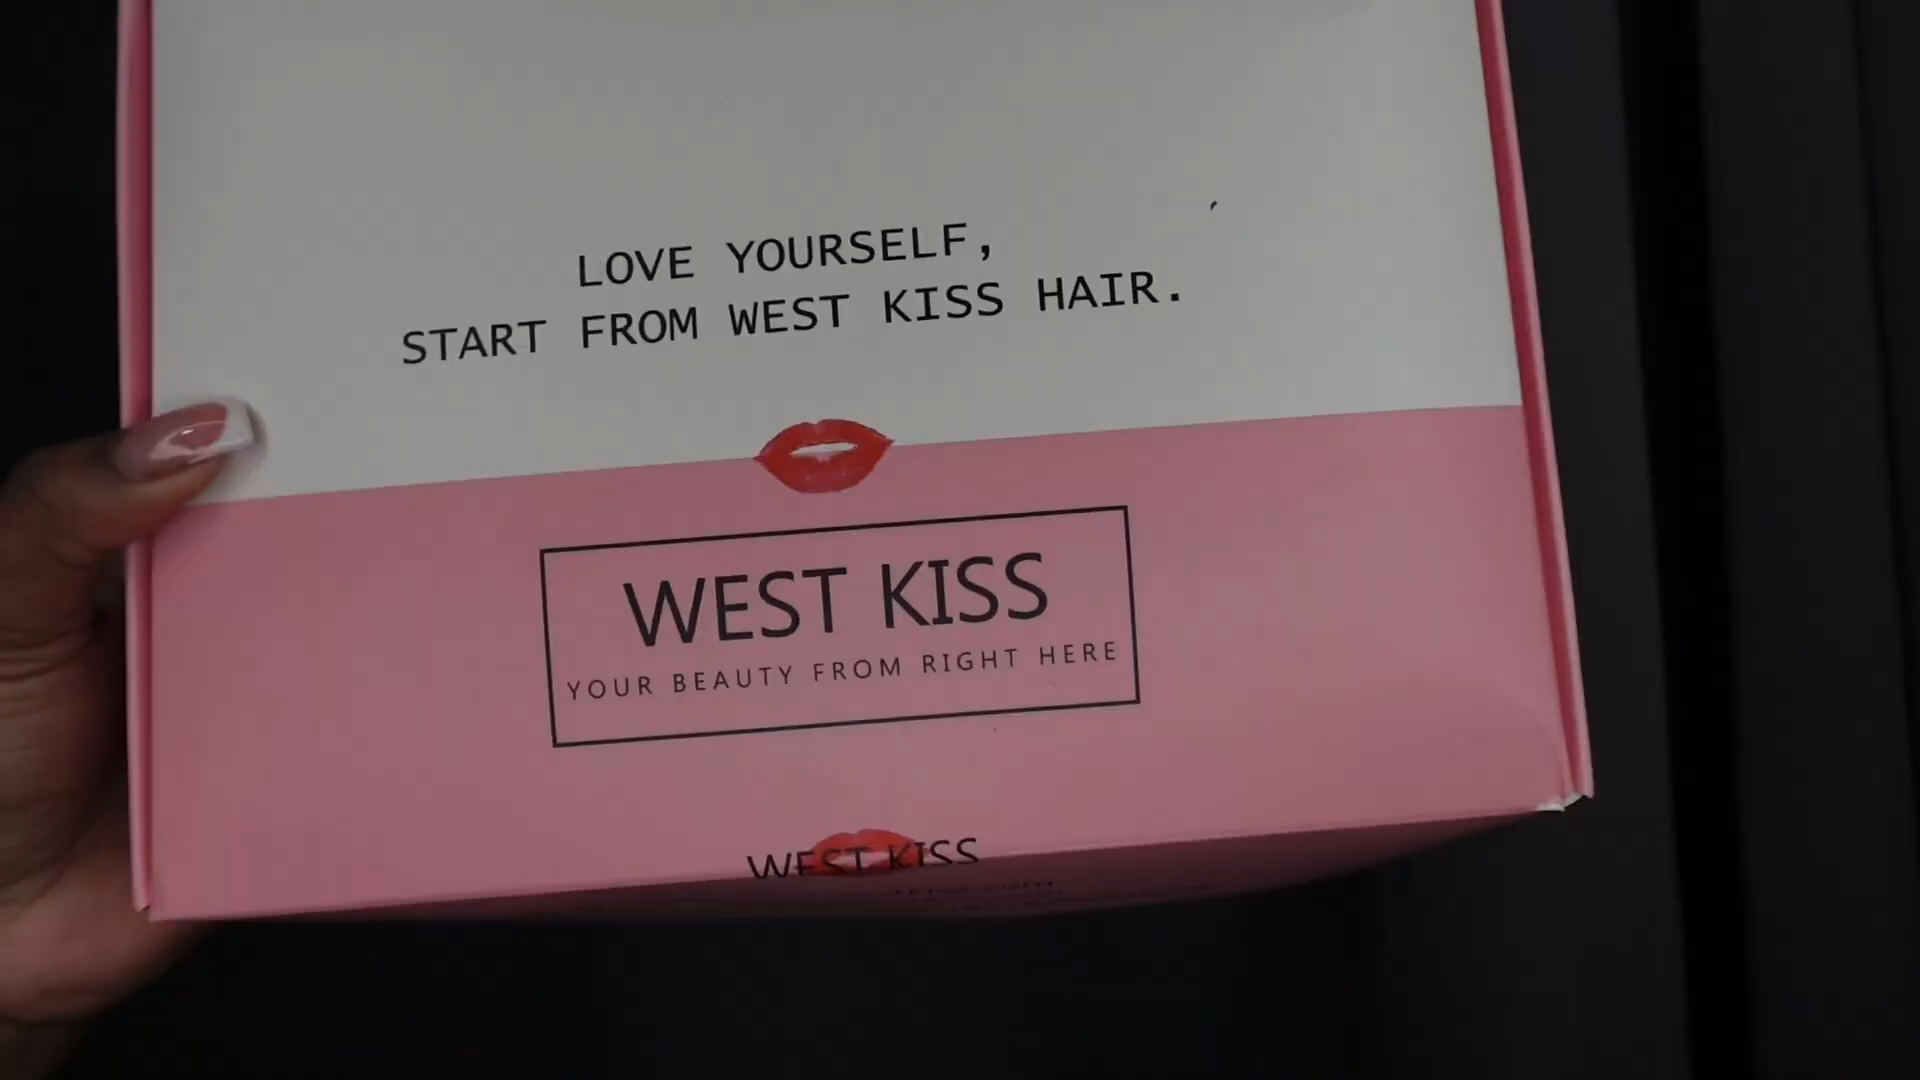 LOVE YOURSELF,
START FROM WEST KISS HAIR.
WEST KISS
YOUR BEAUTY FROM RIGHT HERE
WEST KISS